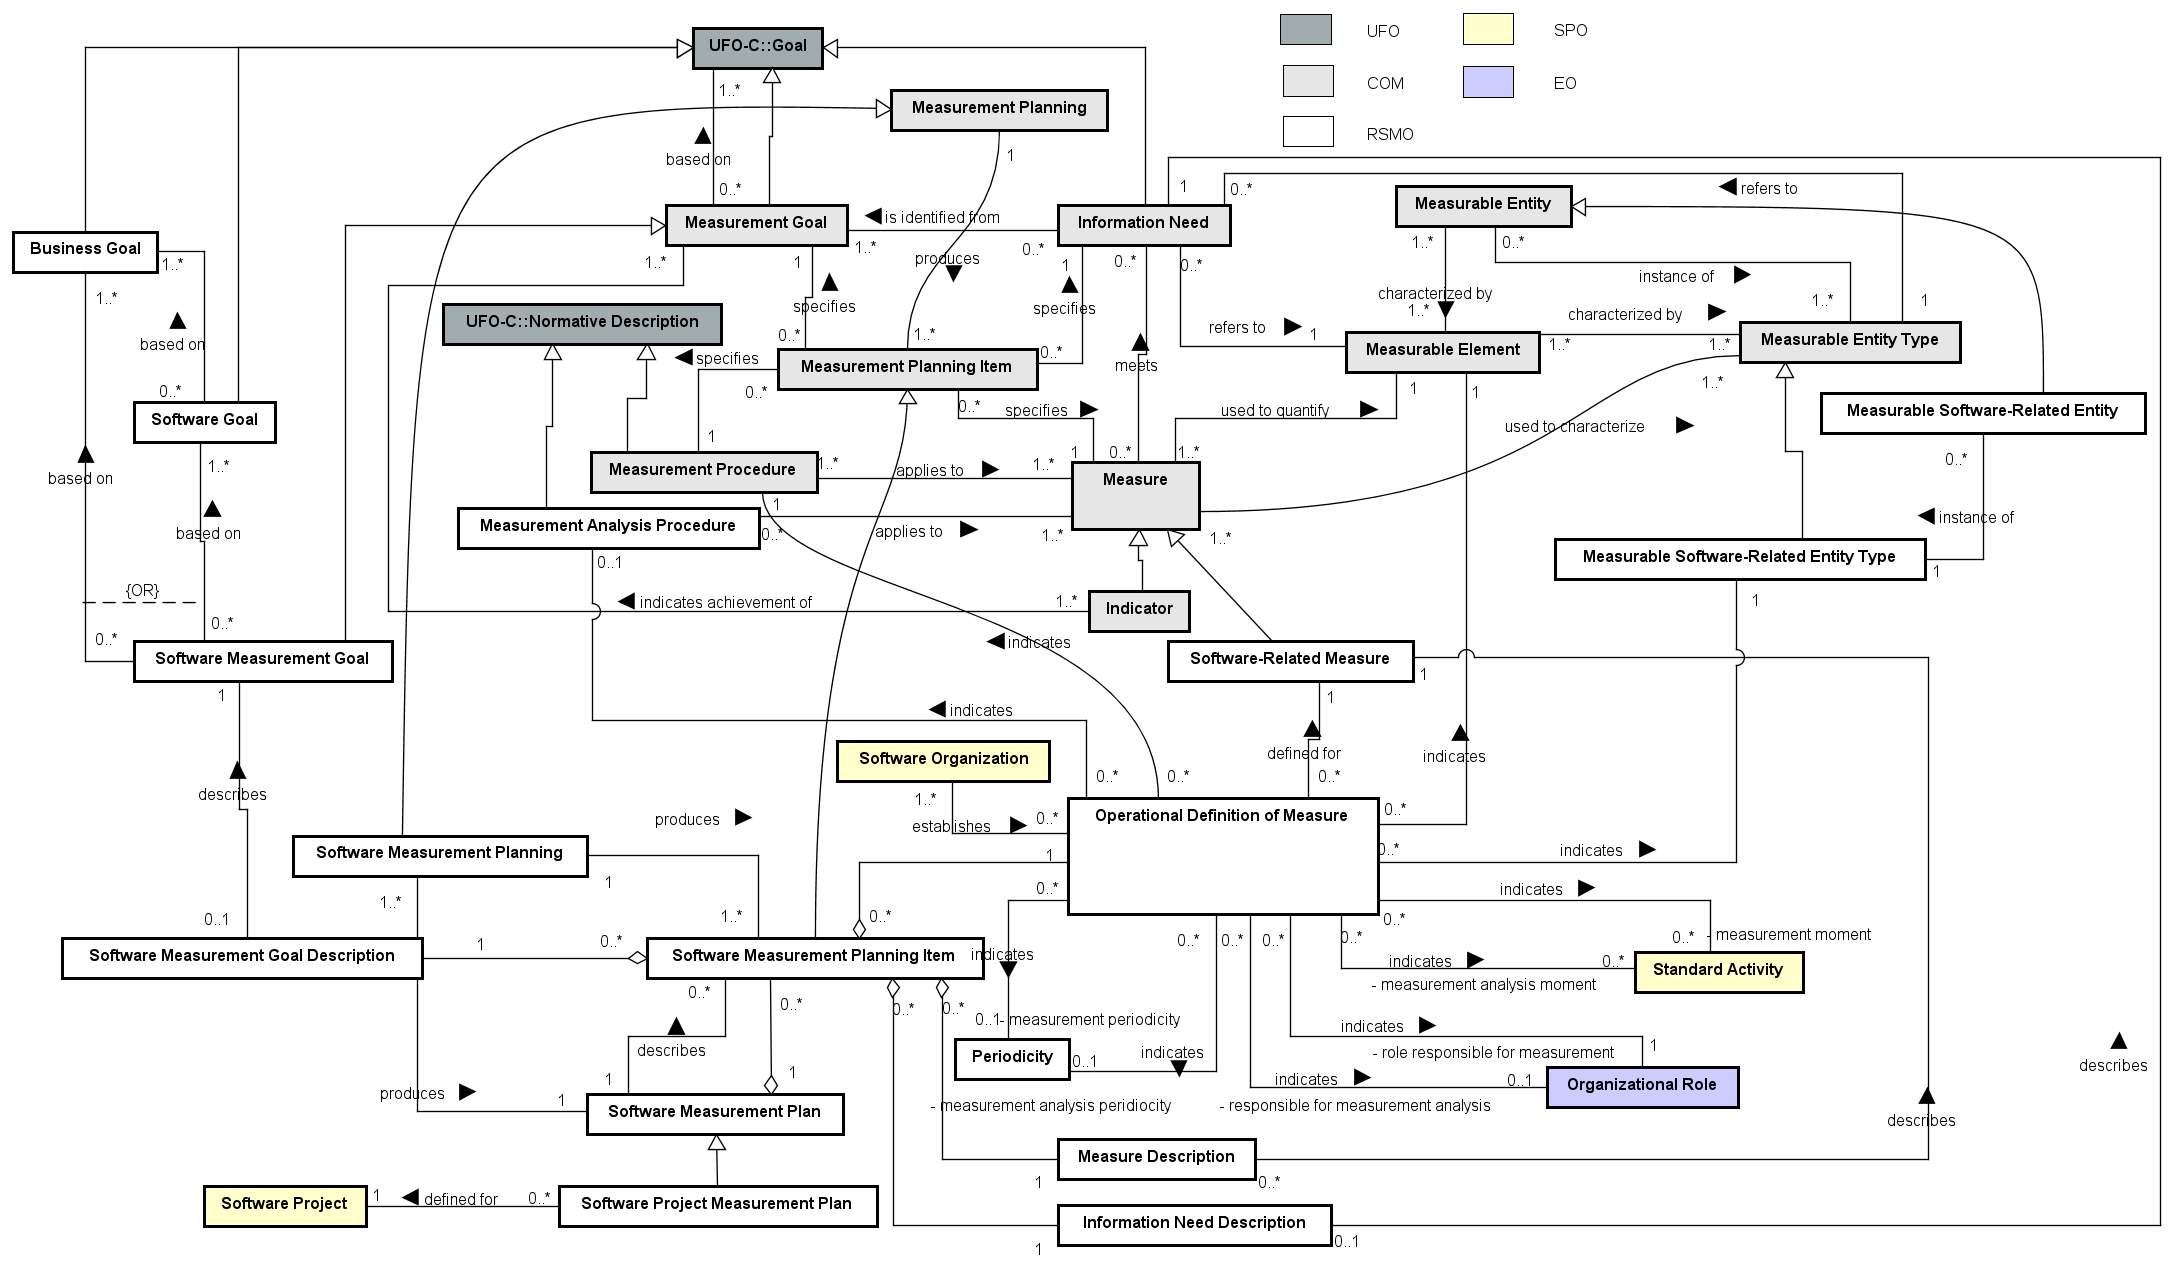 UFO-C::Goal
UFO
SPO
COM
EO
RSMO
1..*
Measurement Planning
based on
1
0..*
1
0..*
refers to
Measurable Entity
Measurement Goal
is identified from
Information Need
1..*
0..*
1..*
0..*
Business Goal
1..*
1..*
1
produces
1
0..*
0..*
instance of
1..*
specifies
specifies
characterized by
1..*
1..*
1
based on
UFO-C::Normative Description
0..*
1..*
refers to
1
characterized by
1..*
1..*
Measurable Element
Measurable Entity Type
specifies
Measurement Planning Item
0..*
meets
0..*
0..*
0..*
1
1
1..*
Software Goal
specifies
used to quantify
used to characterize
Measurable Software-Related Entity
1
1
0..*
1..*
1..*
Measurement Procedure
1..*
applies to
1..*
Measure
0..*
based on
based on
1
Measurement Analysis Procedure
0..*
applies to
1..*
1..*
instance of
0..1
Measurable Software-Related Entity Type
1
{OR}
indicates achievement of
1..*
Indicator
1
0..*
0..*
indicates
Software Measurement Goal
Software-Related Measure
1
1
1
indicates
defined for
indicates
describes
Software Organization
0..*
0..*
0..*
1..*
0..*
produces
establishes
0..*
Operational Definition of Measure
Software Measurement Planning
1
0..*
indicates
1
0..*
indicates
1..*
0..1
1..*
0..*
0..*
Software Measurement Goal Description
1
0..*
Software Measurement Planning Item
indicates
0..*
0..*
0..*
0..*
0..*
- measurement moment
indicates
0..*
Standard Activity
- measurement analysis moment
0..*
0..*
0..*
0..*
0..1
- measurement periodicity
indicates
- role responsible for measurement
1
describes
Periodicity
0..1
indicates
describes
1
1
indicates
0..1
Organizational Role
produces
1
Software Measurement Plan
- measurement analysis peridiocity
- responsible for measurement analysis
describes
Measure Description
1
0..*
Software Project
1
defined for
0..*
Software Project Measurement Plan
Information Need Description
1
0..1